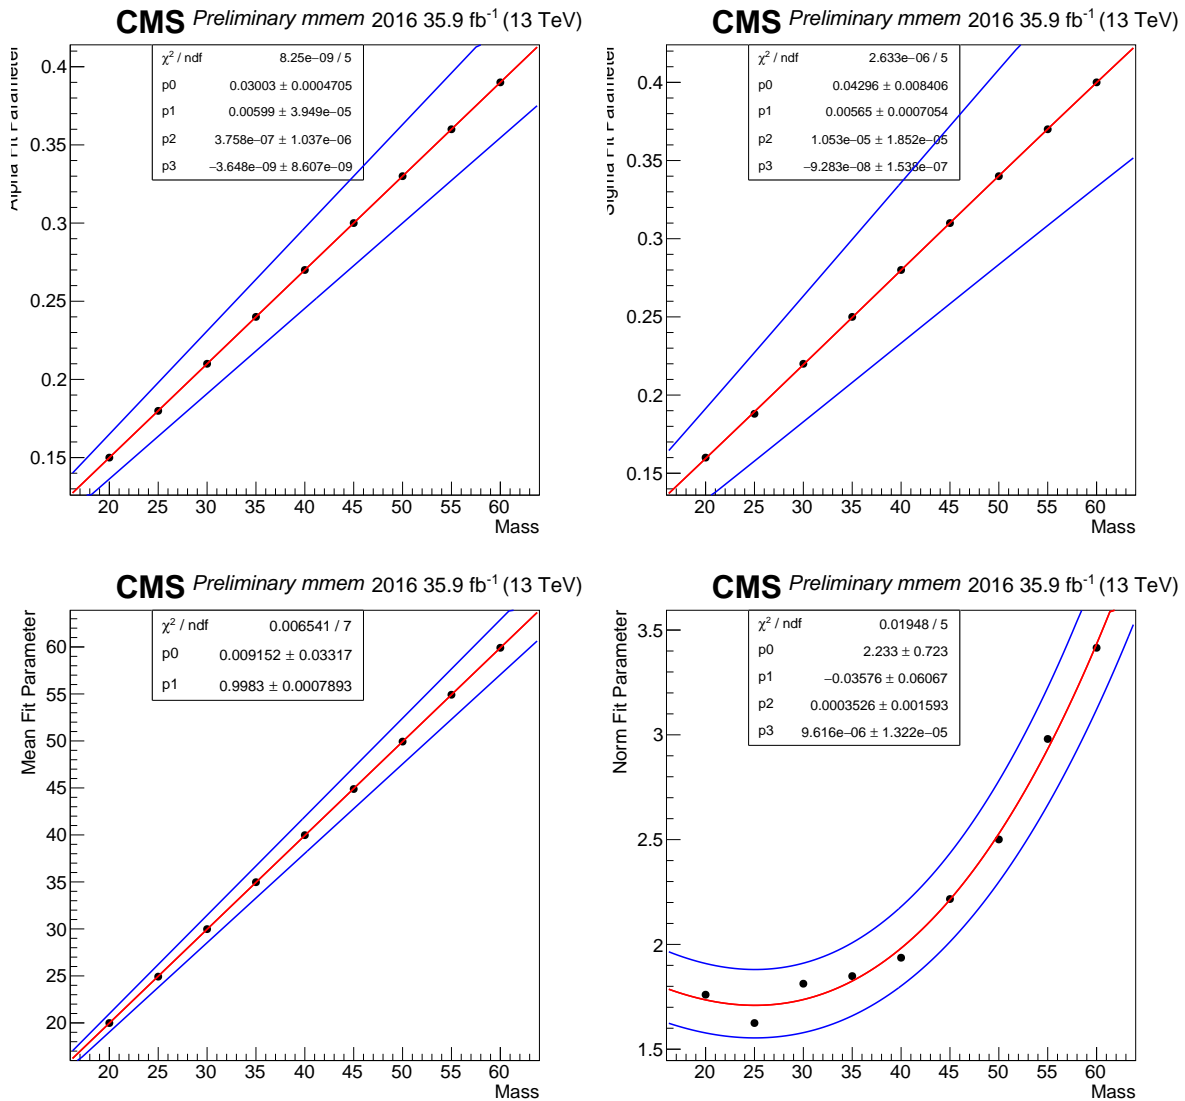 CMS Preliminary mmem 2016 35.9 fb⁻¹ (13 TeV)
Alpha Fit Parameter
χ² / ndf 8.25e−09 / 5
p0 0.03003 ± 0.0004705
p1 0.00599 ± 3.949e−05
p2 3.758e−07 ± 1.037e−06
p3 −3.648e−09 ± 8.607e−09
0.4
0.35
0.3
0.25
0.2
0.15
20 25 30 35 40 45 50 55 60
Mass
CMS Preliminary mmem 2016 35.9 fb⁻¹ (13 TeV)
Sigma Fit Parameter
χ² / ndf 2.633e−06 / 5
p0 0.04296 ± 0.008406
p1 0.00565 ± 0.0007054
p2 1.053e−05 ± 1.852e−05
p3 −9.283e−08 ± 1.538e−07
0.4
0.35
0.3
0.25
0.2
0.15
20 25 30 35 40 45 50 55 60
Mass
CMS Preliminary mmem 2016 35.9 fb⁻¹ (13 TeV)
Mean Fit Parameter
χ² / ndf 0.006541 / 7
p0 0.009152 ± 0.03317
p1 0.9983 ± 0.0007893
60
55
50
45
40
35
30
25
20
20 25 30 35 40 45 50 55 60
Mass
CMS Preliminary mmem 2016 35.9 fb⁻¹ (13 TeV)
Norm Fit Parameter
χ² / ndf 0.01948 / 5
p0 2.233 ± 0.723
p1 −0.03576 ± 0.06067
p2 0.0003526 ± 0.001593
p3 9.616e−06 ± 1.322e−05
3.5
3
2.5
2
1.5
20 25 30 35 40 45 50 55 60
Mass